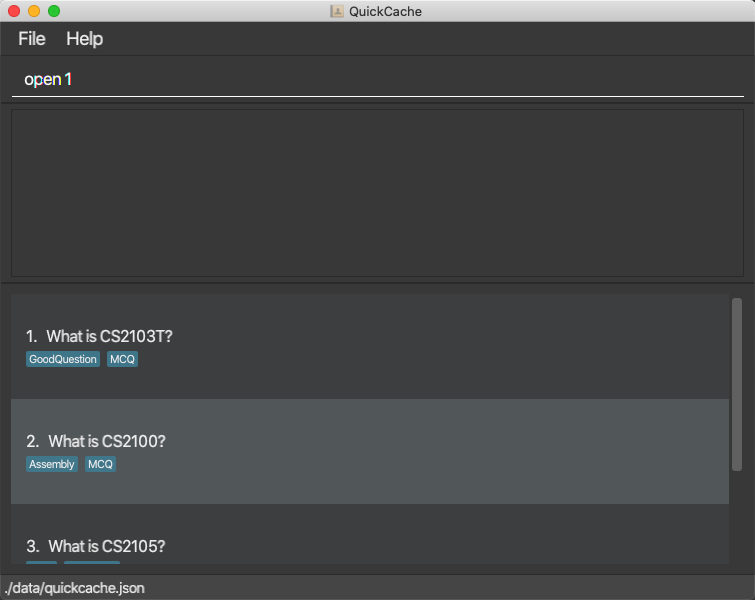 QuickCache
File Help
open 1
1. What is CS2103T?
GoodQuestion MCQ
2. What is CS2100?
Assembly MCQ
3. What is CS2105?
./data/quickcache.json